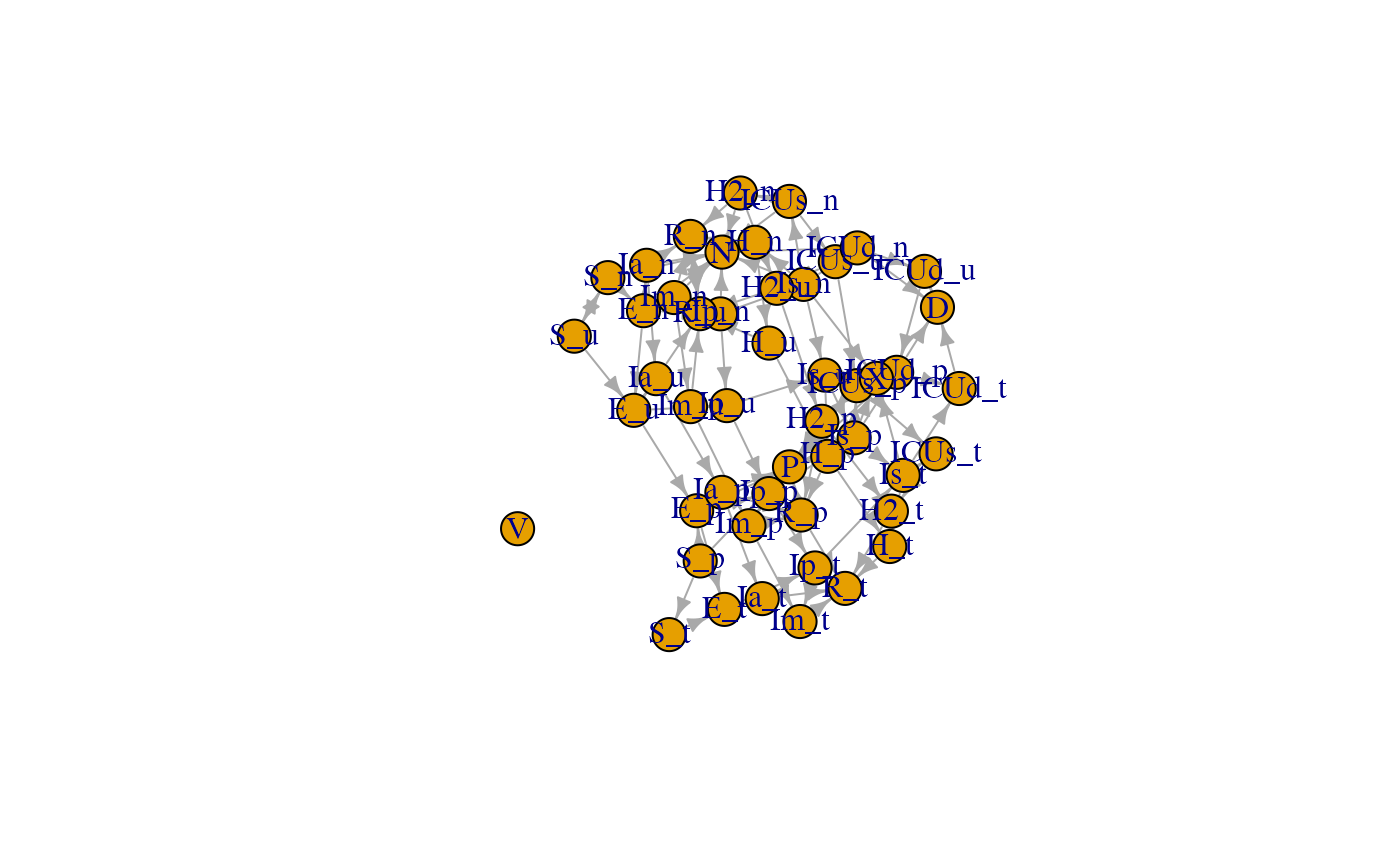 H2_n
ICUs_n
R_n
H_n
N
ICUd_n
ICUs_u
Ia_n
ICUd_u
S_n
Is_n
H2_u
Im_n
D
E_n
R_u
Ip_n
S_u
H_u
Is_u
ICUd_p
X
Ia_u
ICUs_p
ICUd_t
Im_u
Ip_u
E_u
H2_p
Is_p
ICUs_t
H_p
P
Is_t
Ia_p
Ip_p
E_p
H2_t
R_p
Im_p
V
H_t
S_p
Ip_t
R_t
Ia_t
E_t
Im_t
S_t